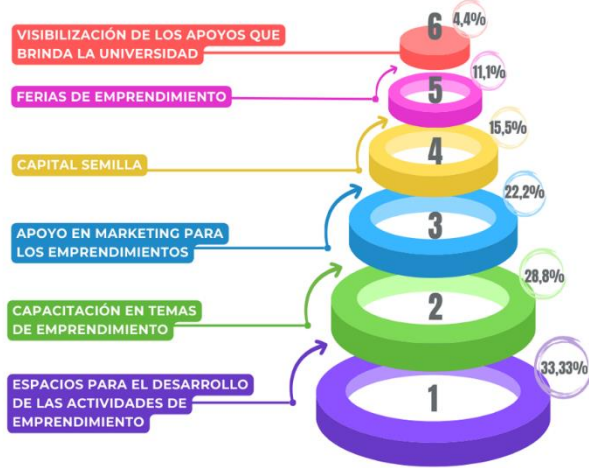 VISIBILIZACIÓN DE LOS APOYOS QUE
BRINDA LA UNIVERSIDAD
6
4,4%
FERIAS DE EMPRENDIMIENTO
5
11,1%
CAPITAL SEMILLA
4
15,5%
APOYO EN MARKETING PARA
LOS EMPRENDIMIENTOS
3
22,2%
CAPACITACIÓN EN TEMAS
DE EMPRENDIMIENTO
2
28,8%
ESPACIOS PARA EL DESARROLLO
DE LAS ACTIVIDADES DE
EMPRENDIMIENTO
1
33,33%